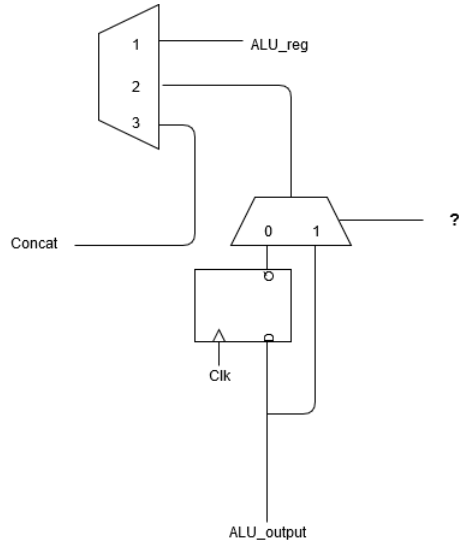 1
ALU_reg
2
3
?
Concat
0
1
Q
D
Clk
ALU_output